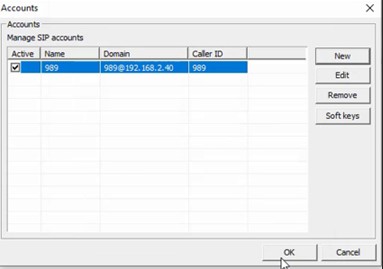 Accounts
Accounts
Manage SIP accounts
Active Name Domain Caller ID
989 989@192.168.2.40 989
New
Edit
Remove
Soft keys
OK Cancel